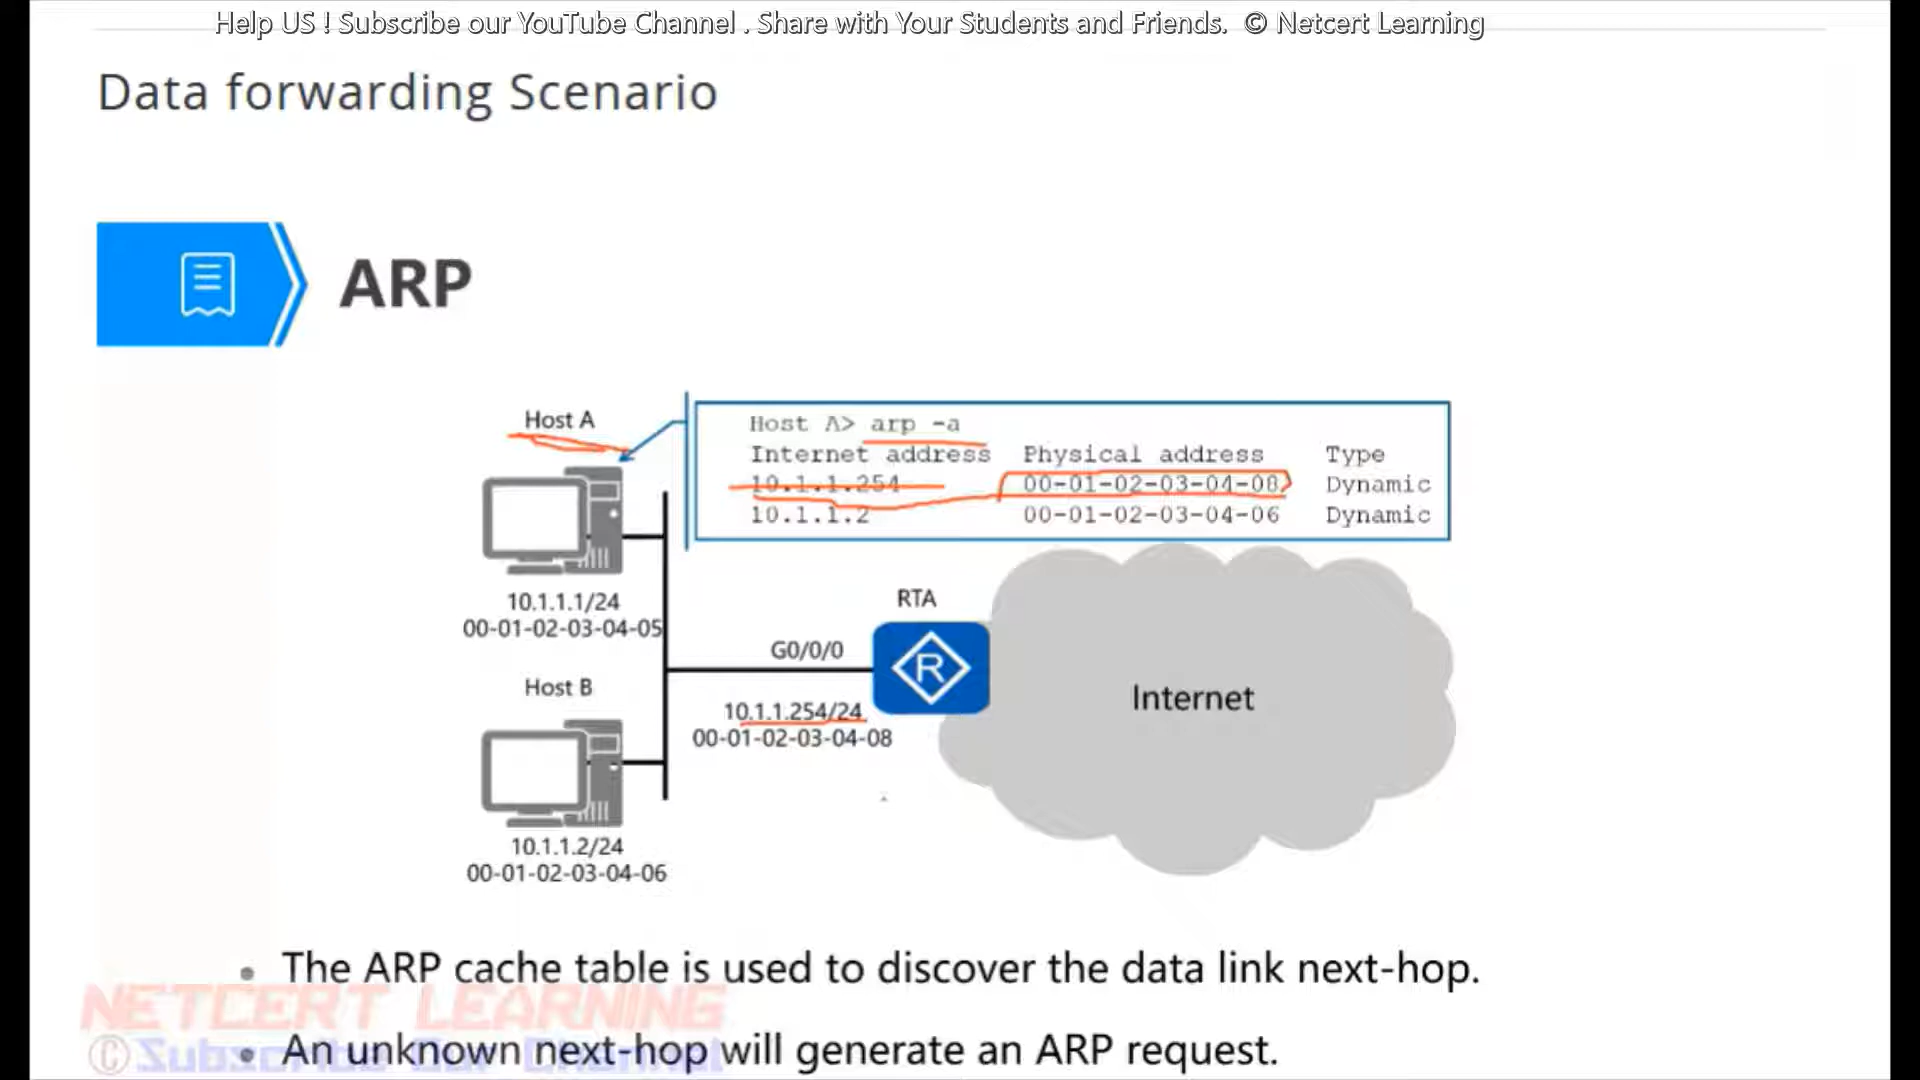 Help US ! Subscribe our YouTube Channel . Share with Your Students and Friends. © Netcert Learning
Data forwarding Scenario
ARP
Host A
Host A> arp -a
Internet address Physical address Type
10.1.1.254 00-01-02-03-04-08 Dynamic
10.1.1.2 00-01-02-03-04-06 Dynamic
10.1.1.1/24
00-01-02-03-04-05
RTA
R
G0/0/0
10.1.1.254/24
00-01-02-03-04-08
Internet
Host B
10.1.1.2/24
00-01-02-03-04-06
• The ARP cache table is used to discover the data link next-hop.
NETCERT LEARNING
• An unknown next-hop will generate an ARP request.
© Subscribe Our Channel